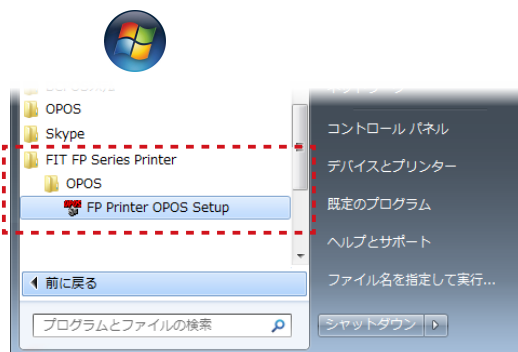 OPOS
Skype
FIT FP Series Printer
OPOS
FP Printer OPOS Setup
前に戻る
プログラムとファイルの検索
コントロール パネル
デバイスとプリンター
既定のプログラム
ヘルプとサポート
ファイル名を指定して実行...
シャットダウン